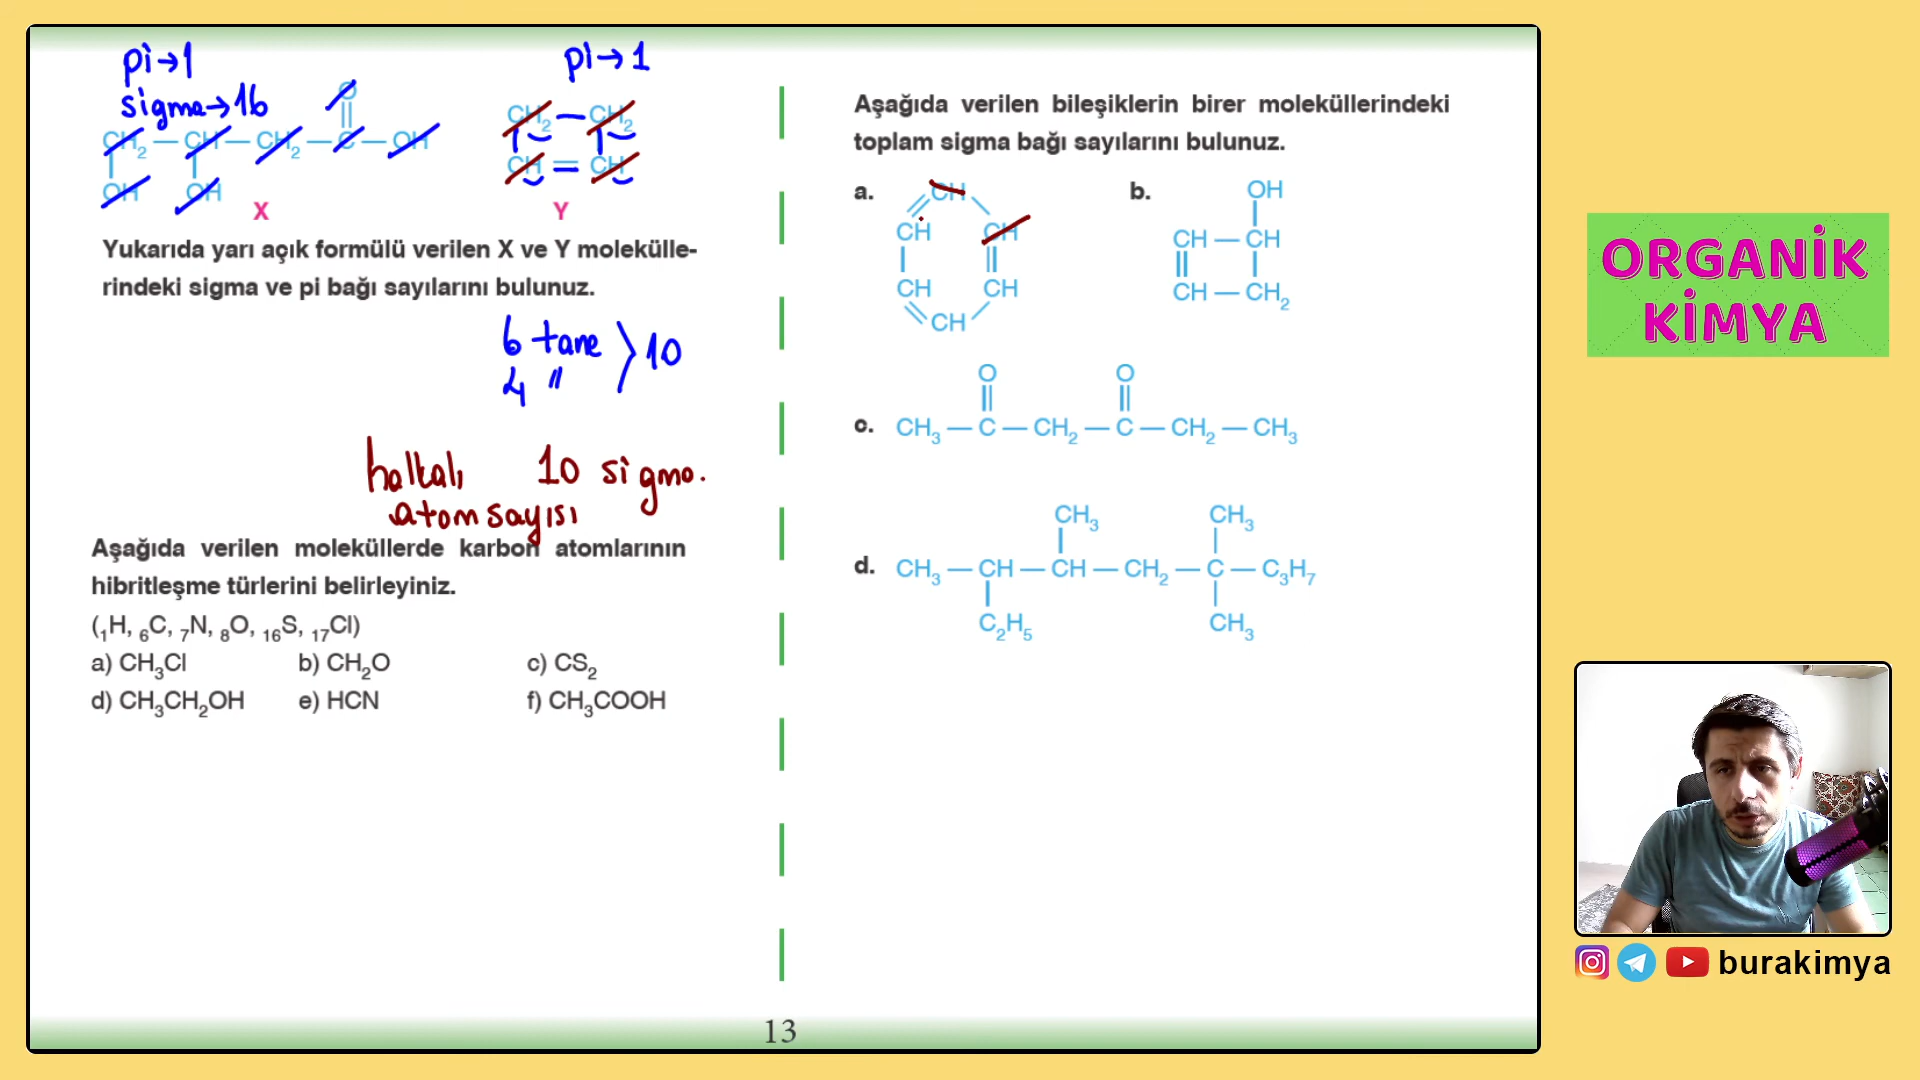 pi→1
sigma→16
O
CH2 — CH — CH2 — C — OH
OH OH
X
pi→1
CH2 — CH2
CH = CH
Y
Yukarıda yarı açık formülü verilen X ve Y molekülle-
rindeki sigma ve pi bağı sayılarını bulunuz.
6 tane
4 "
10
halkalı 10 sigma.
atom sayısı
Aşağıda verilen moleküllerde karbon atomlarının
hibritleşme türlerini belirleyiniz.
(1H, 6C, 7N, 8O, 16S, 17Cl)
a) CH3Cl b) CH2O c) CS2
d) CH3CH2OH e) HCN f) CH3COOH
Aşağıda verilen bileşiklerin birer moleküllerindeki
toplam sigma bağı sayılarını bulunuz.
a.
CH
CH CH
CH CH
CH
b.
OH
CH — CH
CH — CH2
O O
c. CH3 — C — CH2 — C — CH2 — CH3
CH3 CH3
d. CH3 — CH — CH — CH2 — C — C3H7
C2H5 CH3
13
ORGANİK
KİMYA
burakimya